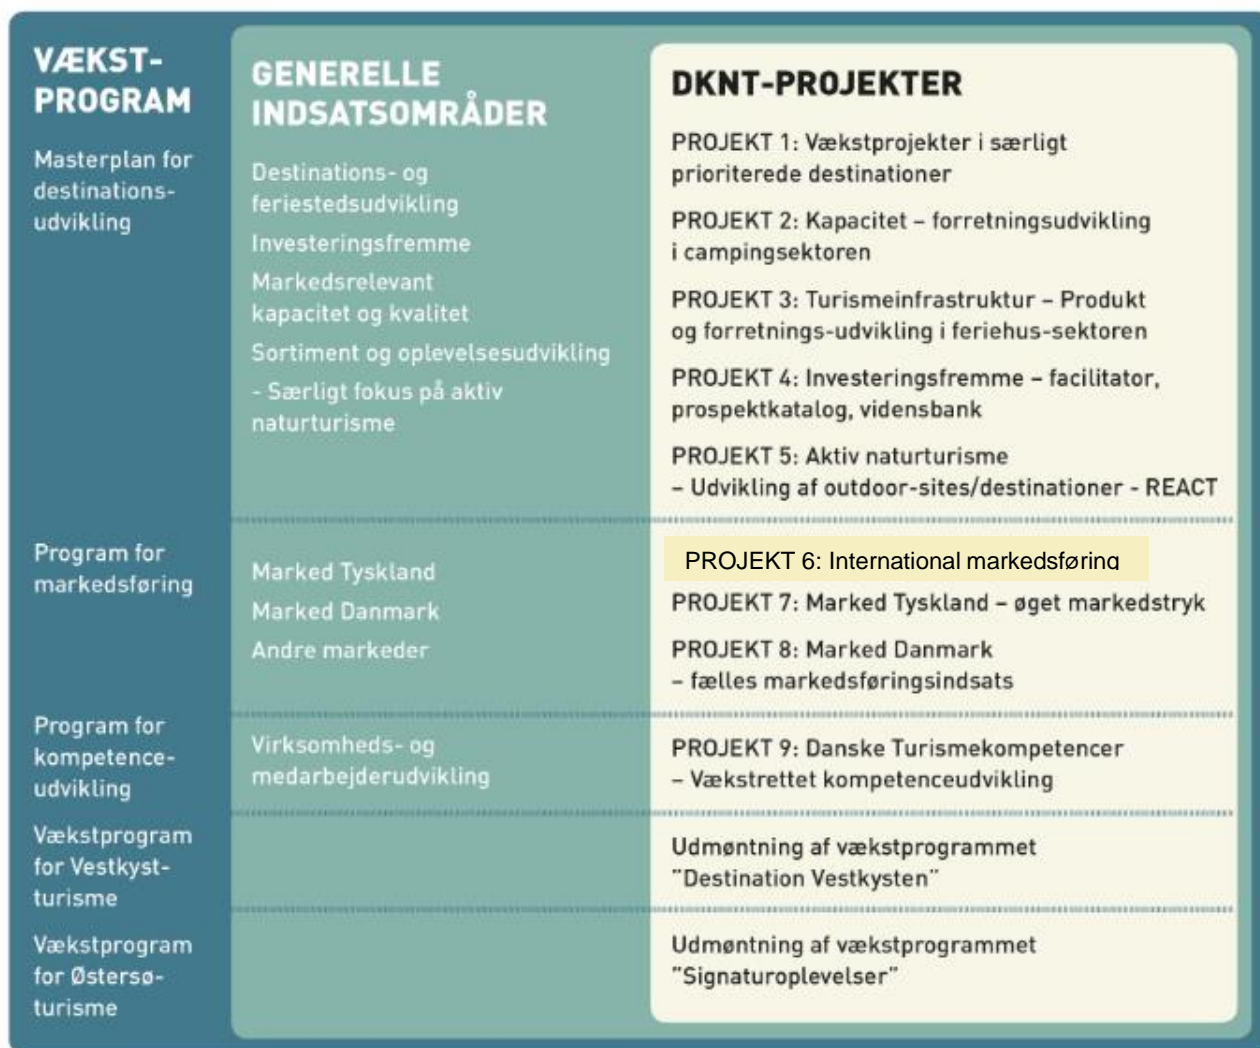 VÆKST-
PROGRAM
Masterplan for
destinations-
udvikling
GENERELLE
INDSATSOMRÅDER
Destinations- og
feriestedsudvikling
Investeringsfremme
Markedsrelevant
kapacitet og kvalitet
Sortiment og oplevelsesudvikling
- Særligt fokus på aktiv
naturturisme
DKNT-PROJEKTER
PROJEKT 1: Vækstprojekter i særligt
prioriterede destinationer
PROJEKT 2: Kapacitet – forretningsudvikling
i campingsektoren
PROJEKT 3: Turismeinfrastruktur – Produkt
og forretnings-udvikling i feriehus-sektoren
PROJEKT 4: Investeringsfremme – facilitator,
prospektkatalog, vidensbank
PROJEKT 5: Aktiv naturturisme
– Udvikling af outdoor-sites/destinationer - REACT
Program for
markedsføring
Marked Tyskland
Marked Danmark
Andre markeder
PROJEKT 6: International markedsføring
PROJEKT 7: Marked Tyskland – øget markedstryk
PROJEKT 8: Marked Danmark
– fælles markedsføringsindsats
Program for
kompetence-
udvikling
Virksomheds- og
medarbejderudvikling
PROJEKT 9: Danske Turismekompetencer
– Vækstrettet kompetenceudvikling
Vækstprogram
for Vestkyst-
turisme
Udmøntning af vækstprogrammet
"Destination Vestkysten"
Vækstprogram
for Østersø-
turisme
Udmøntning af vækstprogrammet
"Signaturoplevelser"